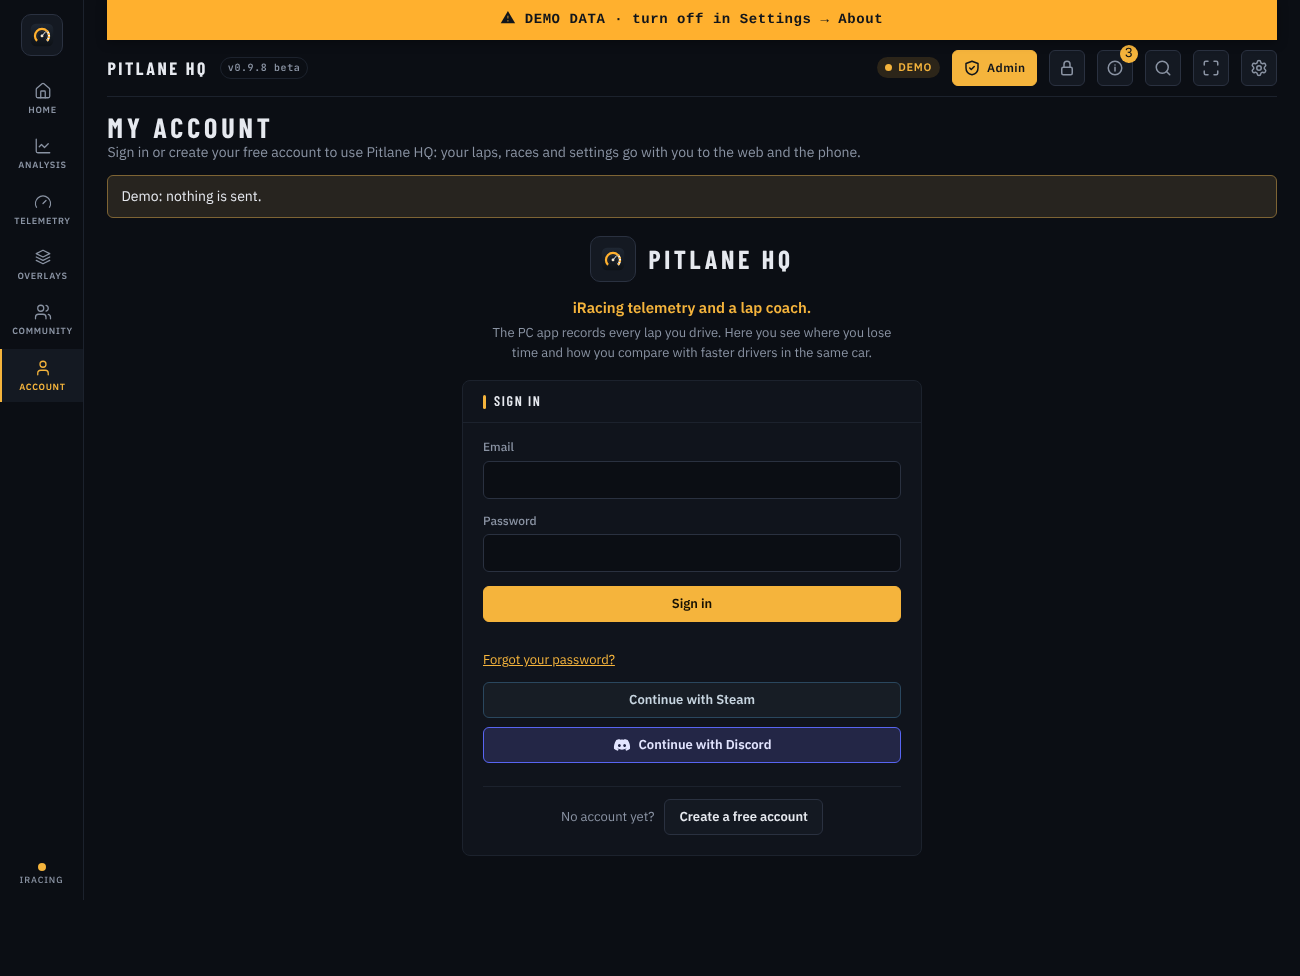 ⚠ DEMO DATA · turn off in Settings → About
PITLANE HQ v0.9.8 beta
DEMO
Admin
3
HOME
ANALYSIS
TELEMETRY
OVERLAYS
COMMUNITY
ACCOUNT
IRACING
MY ACCOUNT
Sign in or create your free account to use Pitlane HQ: your laps, races and settings go with you to the web and the phone.
Demo: nothing is sent.
PITLANE HQ
iRacing telemetry and a lap coach.
The PC app records every lap you drive. Here you see where you lose
time and how you compare with faster drivers in the same car.
SIGN IN
Email
Password
Sign in
Forgot your password?
Continue with Steam
Continue with Discord
No account yet? Create a free account